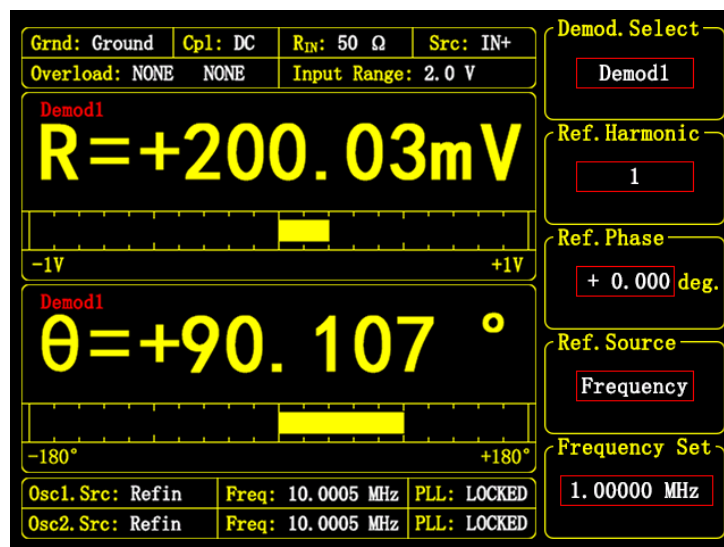 Grnd: Ground Cpl: DC RIN: 50 Ω Src: IN+
Overload: NONE NONE Input Range: 2.0 V
Demod1
R=+200.03mV
-1V +1V
Demod1
θ=+90.107 °
-180° +180°
Osc1.Src: Refin Freq: 10.0005 MHz PLL: LOCKED
Osc2.Src: Refin Freq: 10.0005 MHz PLL: LOCKED
Demod.Select
Demod1
Ref.Harmonic
1
Ref.Phase
+ 0.000 deg.
Ref.Source
Frequency
Frequency Set
1.00000 MHz